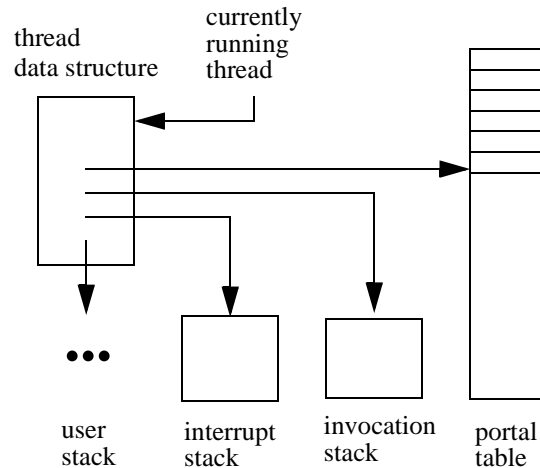 thread
data structure
currently
running
thread
user
stack
interrupt
stack
invocation
stack
portal
table